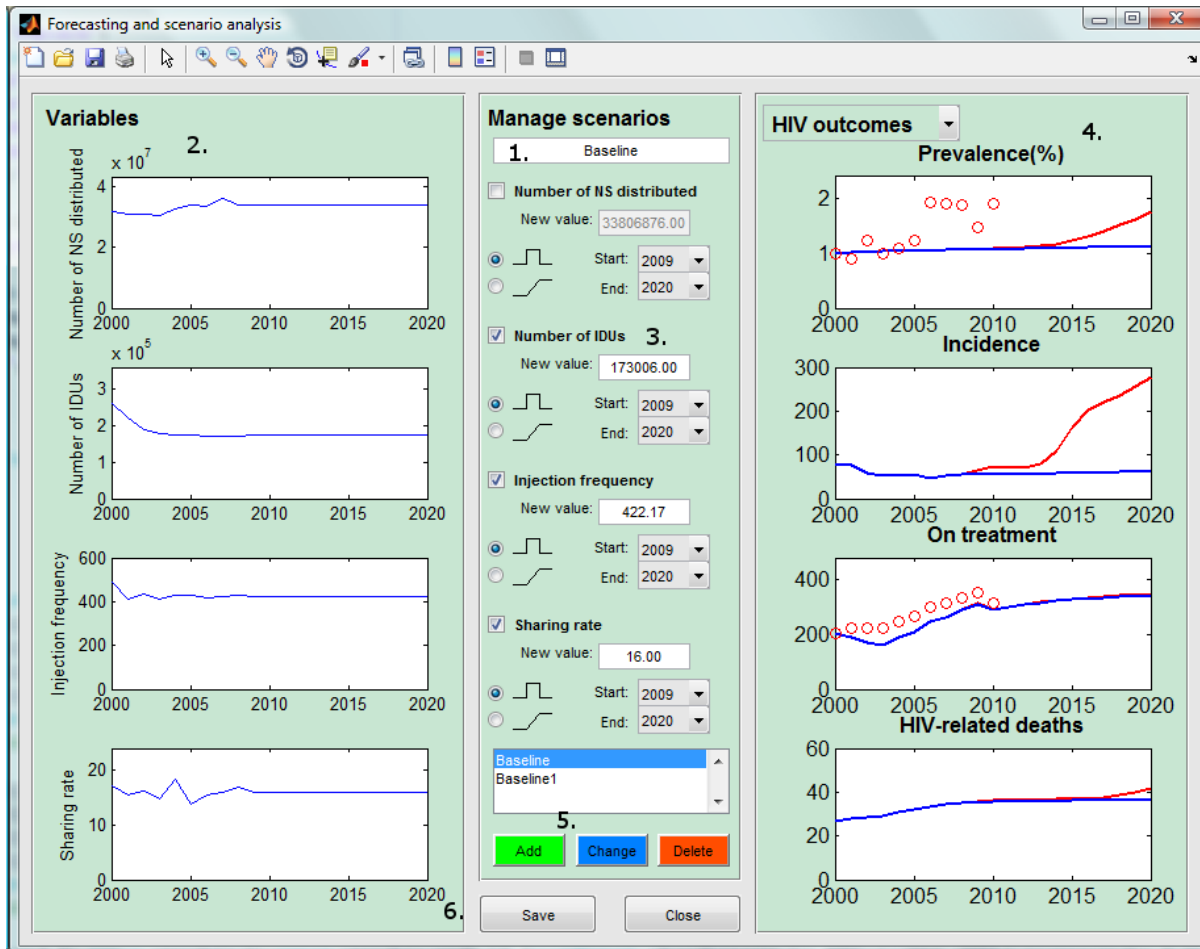 Forecasting and scenario analysis
Variables
2.
x 10^7
Number of NS distributed
4
2
0
2000 2005 2010 2015 2020
x 10^5
Number of IDUs
3
2
1
0
2000 2005 2010 2015 2020
Injection frequency
600
400
200
0
2000 2005 2010 2015 2020
Sharing rate
20
10
0
2000 2005 2010 2015 2020
6.
Manage scenarios
1. Baseline
Number of NS distributed
New value: 33806876.00
Start: 2009
End: 2020
Number of IDUs 3.
New value: 173006.00
Start: 2009
End: 2020
Injection frequency
New value: 422.17
Start: 2009
End: 2020
Sharing rate
New value: 16.00
Start: 2009
End: 2020
Baseline
Baseline1
5.
Add Change Delete
Save Close
HIV outcomes
4.
Prevalence(%)
2
1
0
2000 2005 2010 2015 2020
Incidence
300
200
100
0
2000 2005 2010 2015 2020
On treatment
400
200
0
2000 2005 2010 2015 2020
HIV-related deaths
60
40
20
0
2000 2005 2010 2015 2020